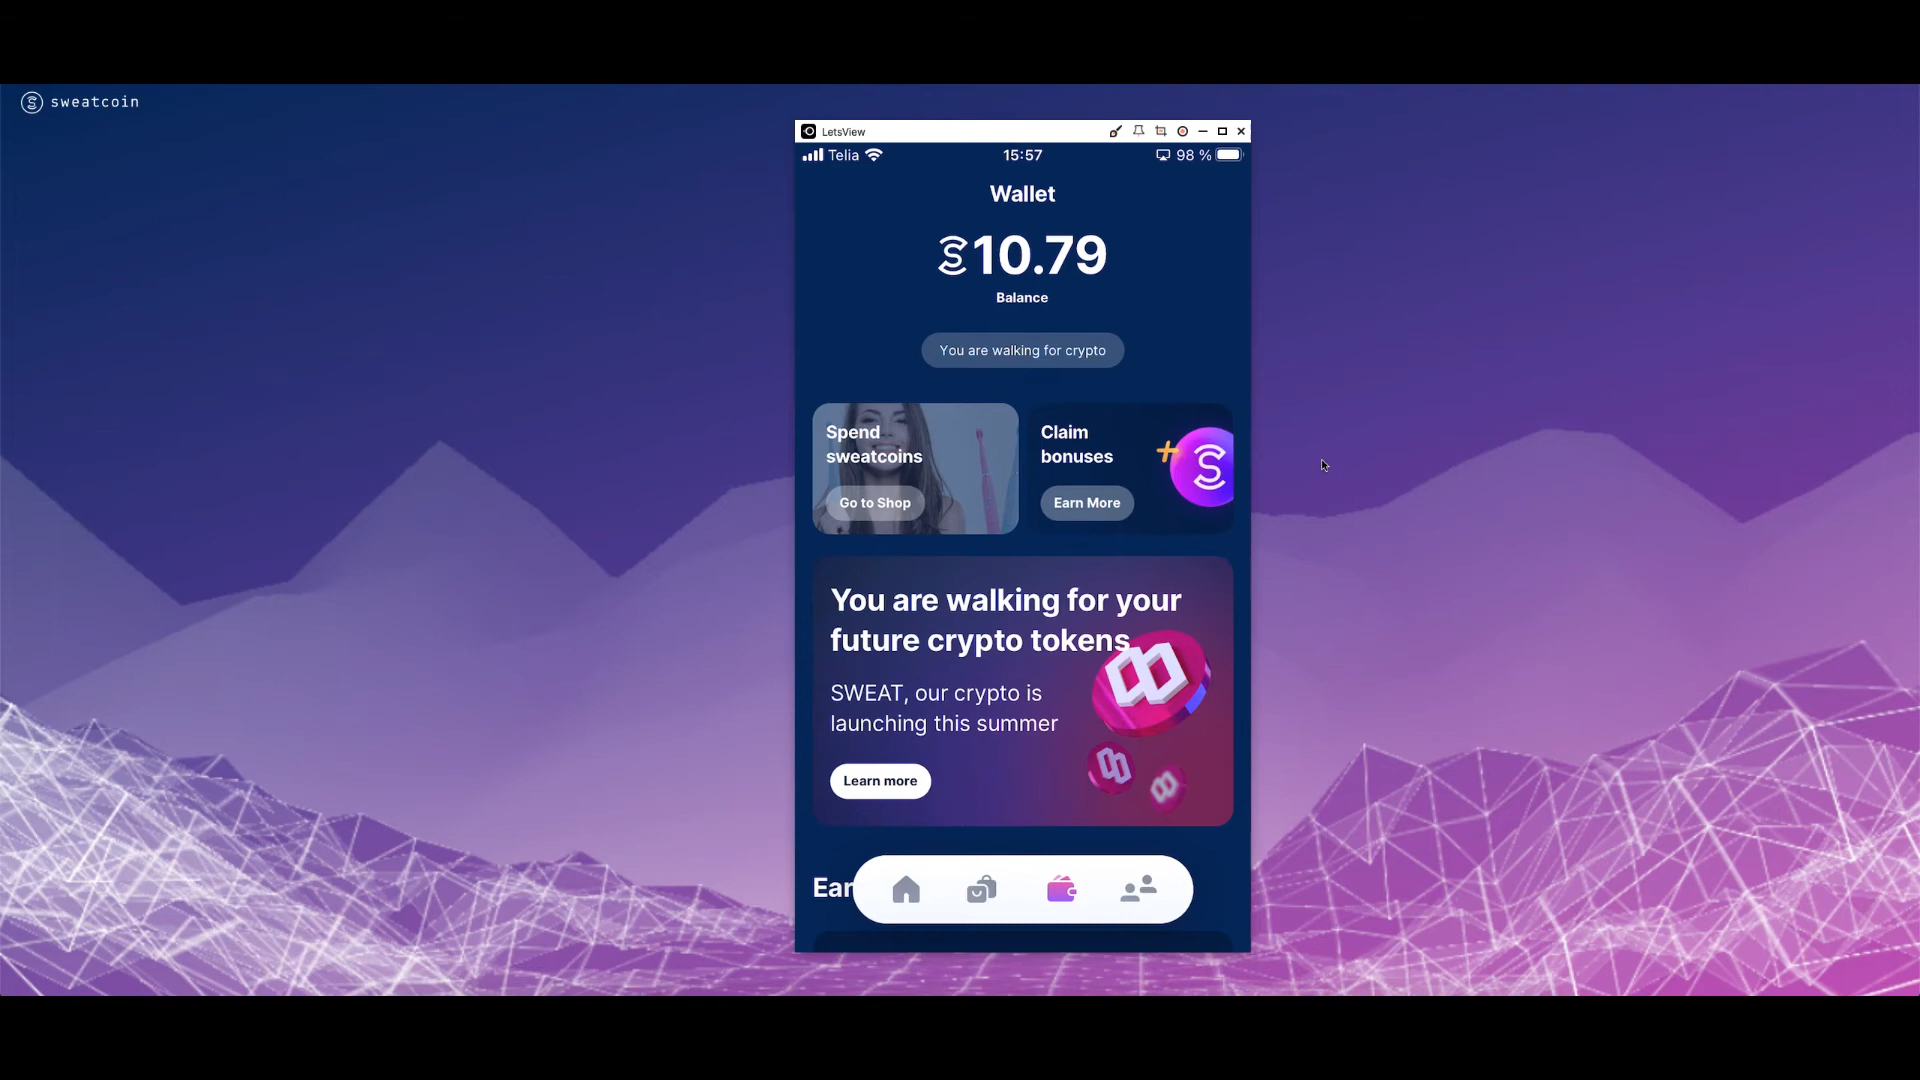 sweatcoin
LetsView
Telia
15:57
98 %
Wallet
10.79
Balance
You are walking for crypto
Spend
sweatcoins
Go to Shop
Claim
bonuses
Earn More
You are walking for your
future crypto tokens
SWEAT, our crypto is
launching this summer
Learn more
Ear